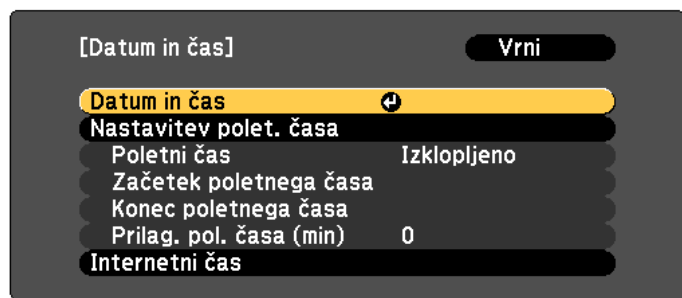 [Datum in čas] Vrni
Datum in čas
Nastavitev polet. časa
Poletni čas Izklopljeno
Začetek poletnega časa
Konec poletnega časa
Prilag. pol. časa (min) 0
Internetni čas